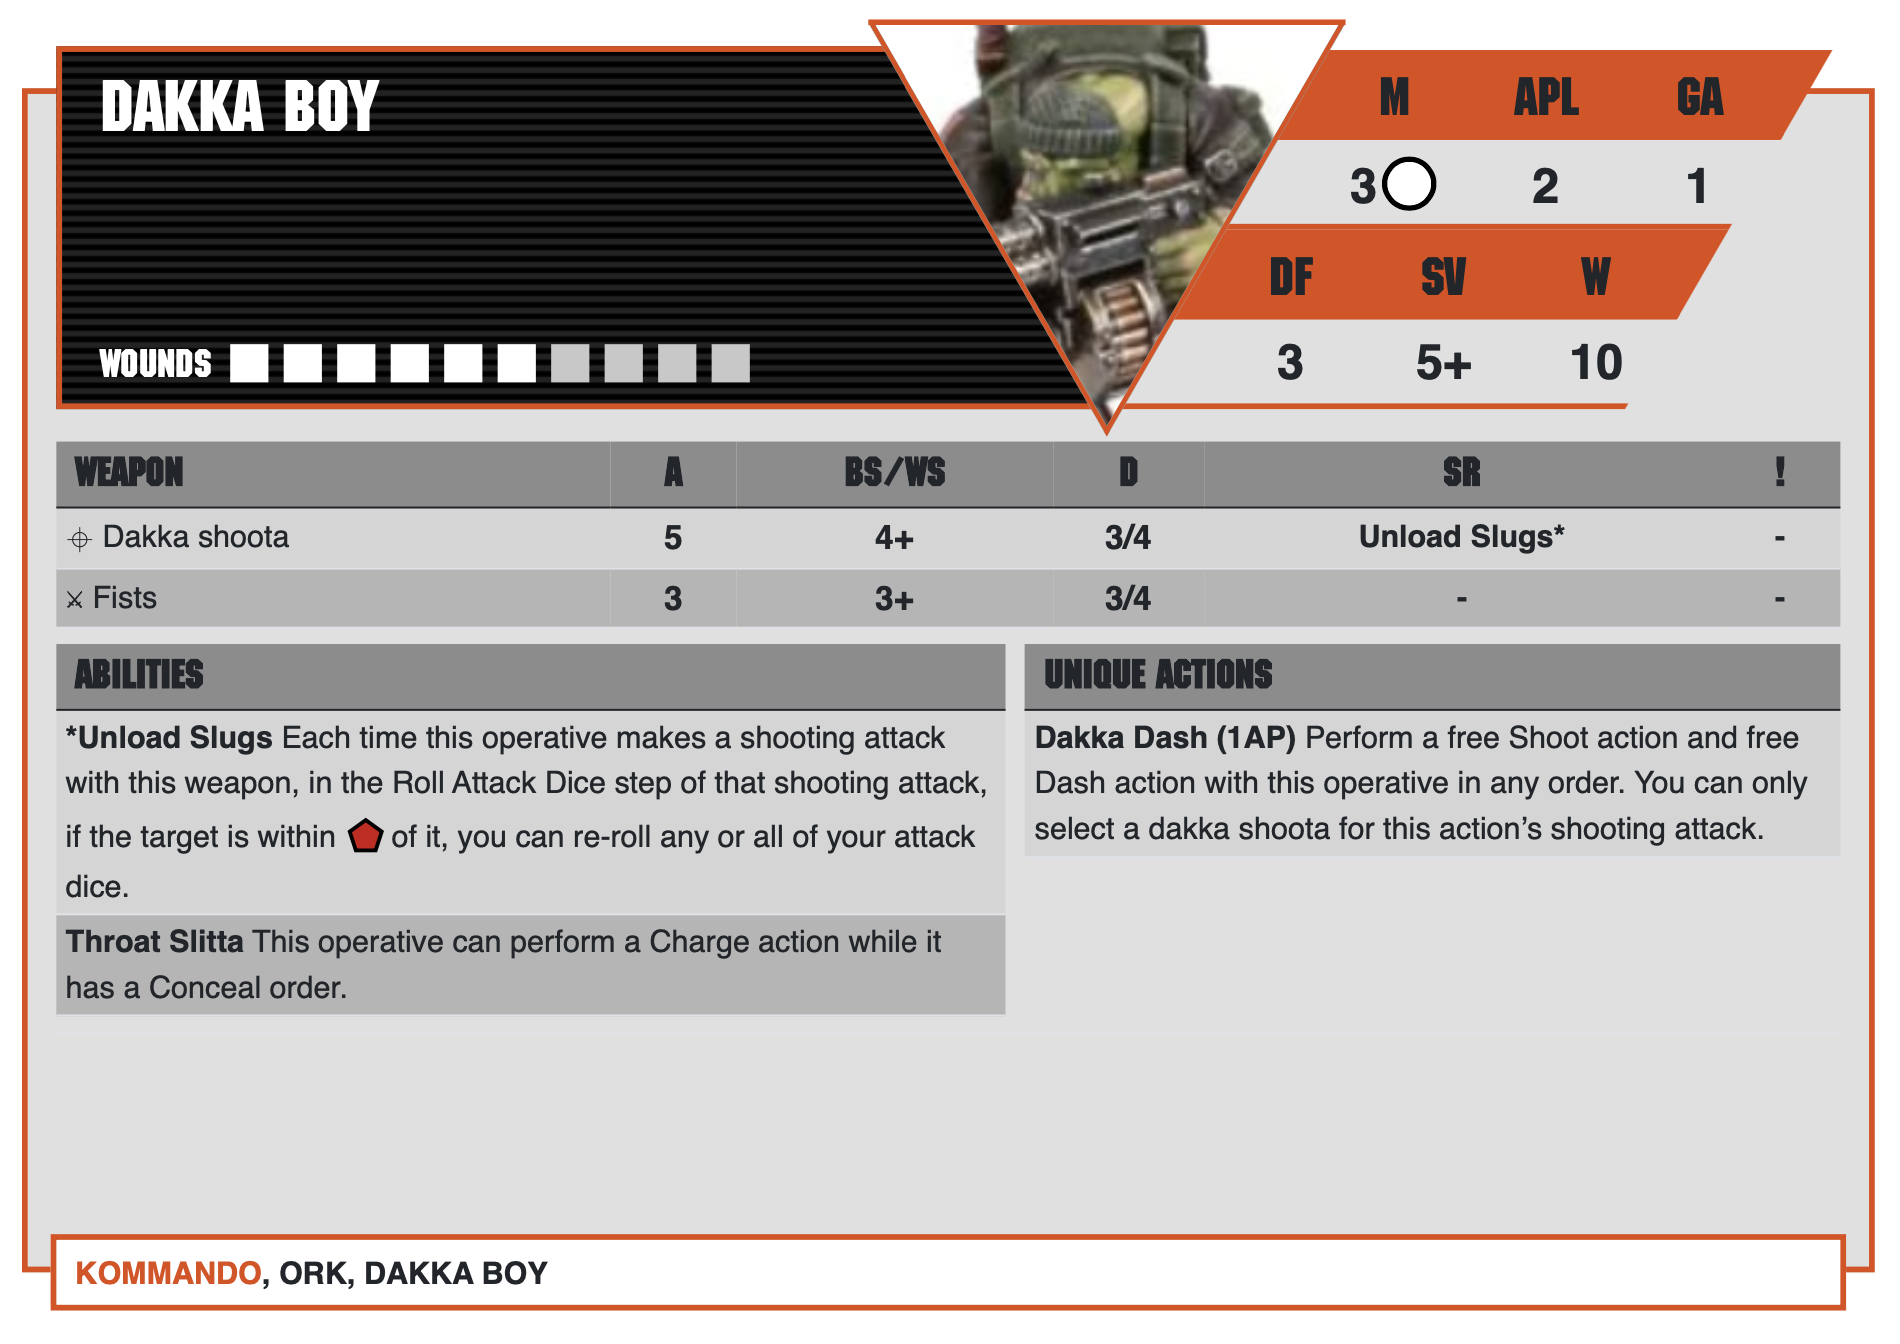 DAKKA BOY
M APL GA
3 2 1
DF SV W
3 5+ 10
WOUNDS
WEAPON A BS/WS D SR !
Dakka shoota 5 4+ 3/4 Unload Slugs* -
Fists 3 3+ 3/4 - -
ABILITIES
*Unload Slugs Each time this operative makes a shooting attack
with this weapon, in the Roll Attack Dice step of that shooting attack,
if the target is within of it, you can re-roll any or all of your attack
dice.
Throat Slitta This operative can perform a Charge action while it
has a Conceal order.
UNIQUE ACTIONS
Dakka Dash (1AP) Perform a free Shoot action and free
Dash action with this operative in any order. You can only
select a dakka shoota for this action’s shooting attack.
KOMMANDO, ORK, DAKKA BOY